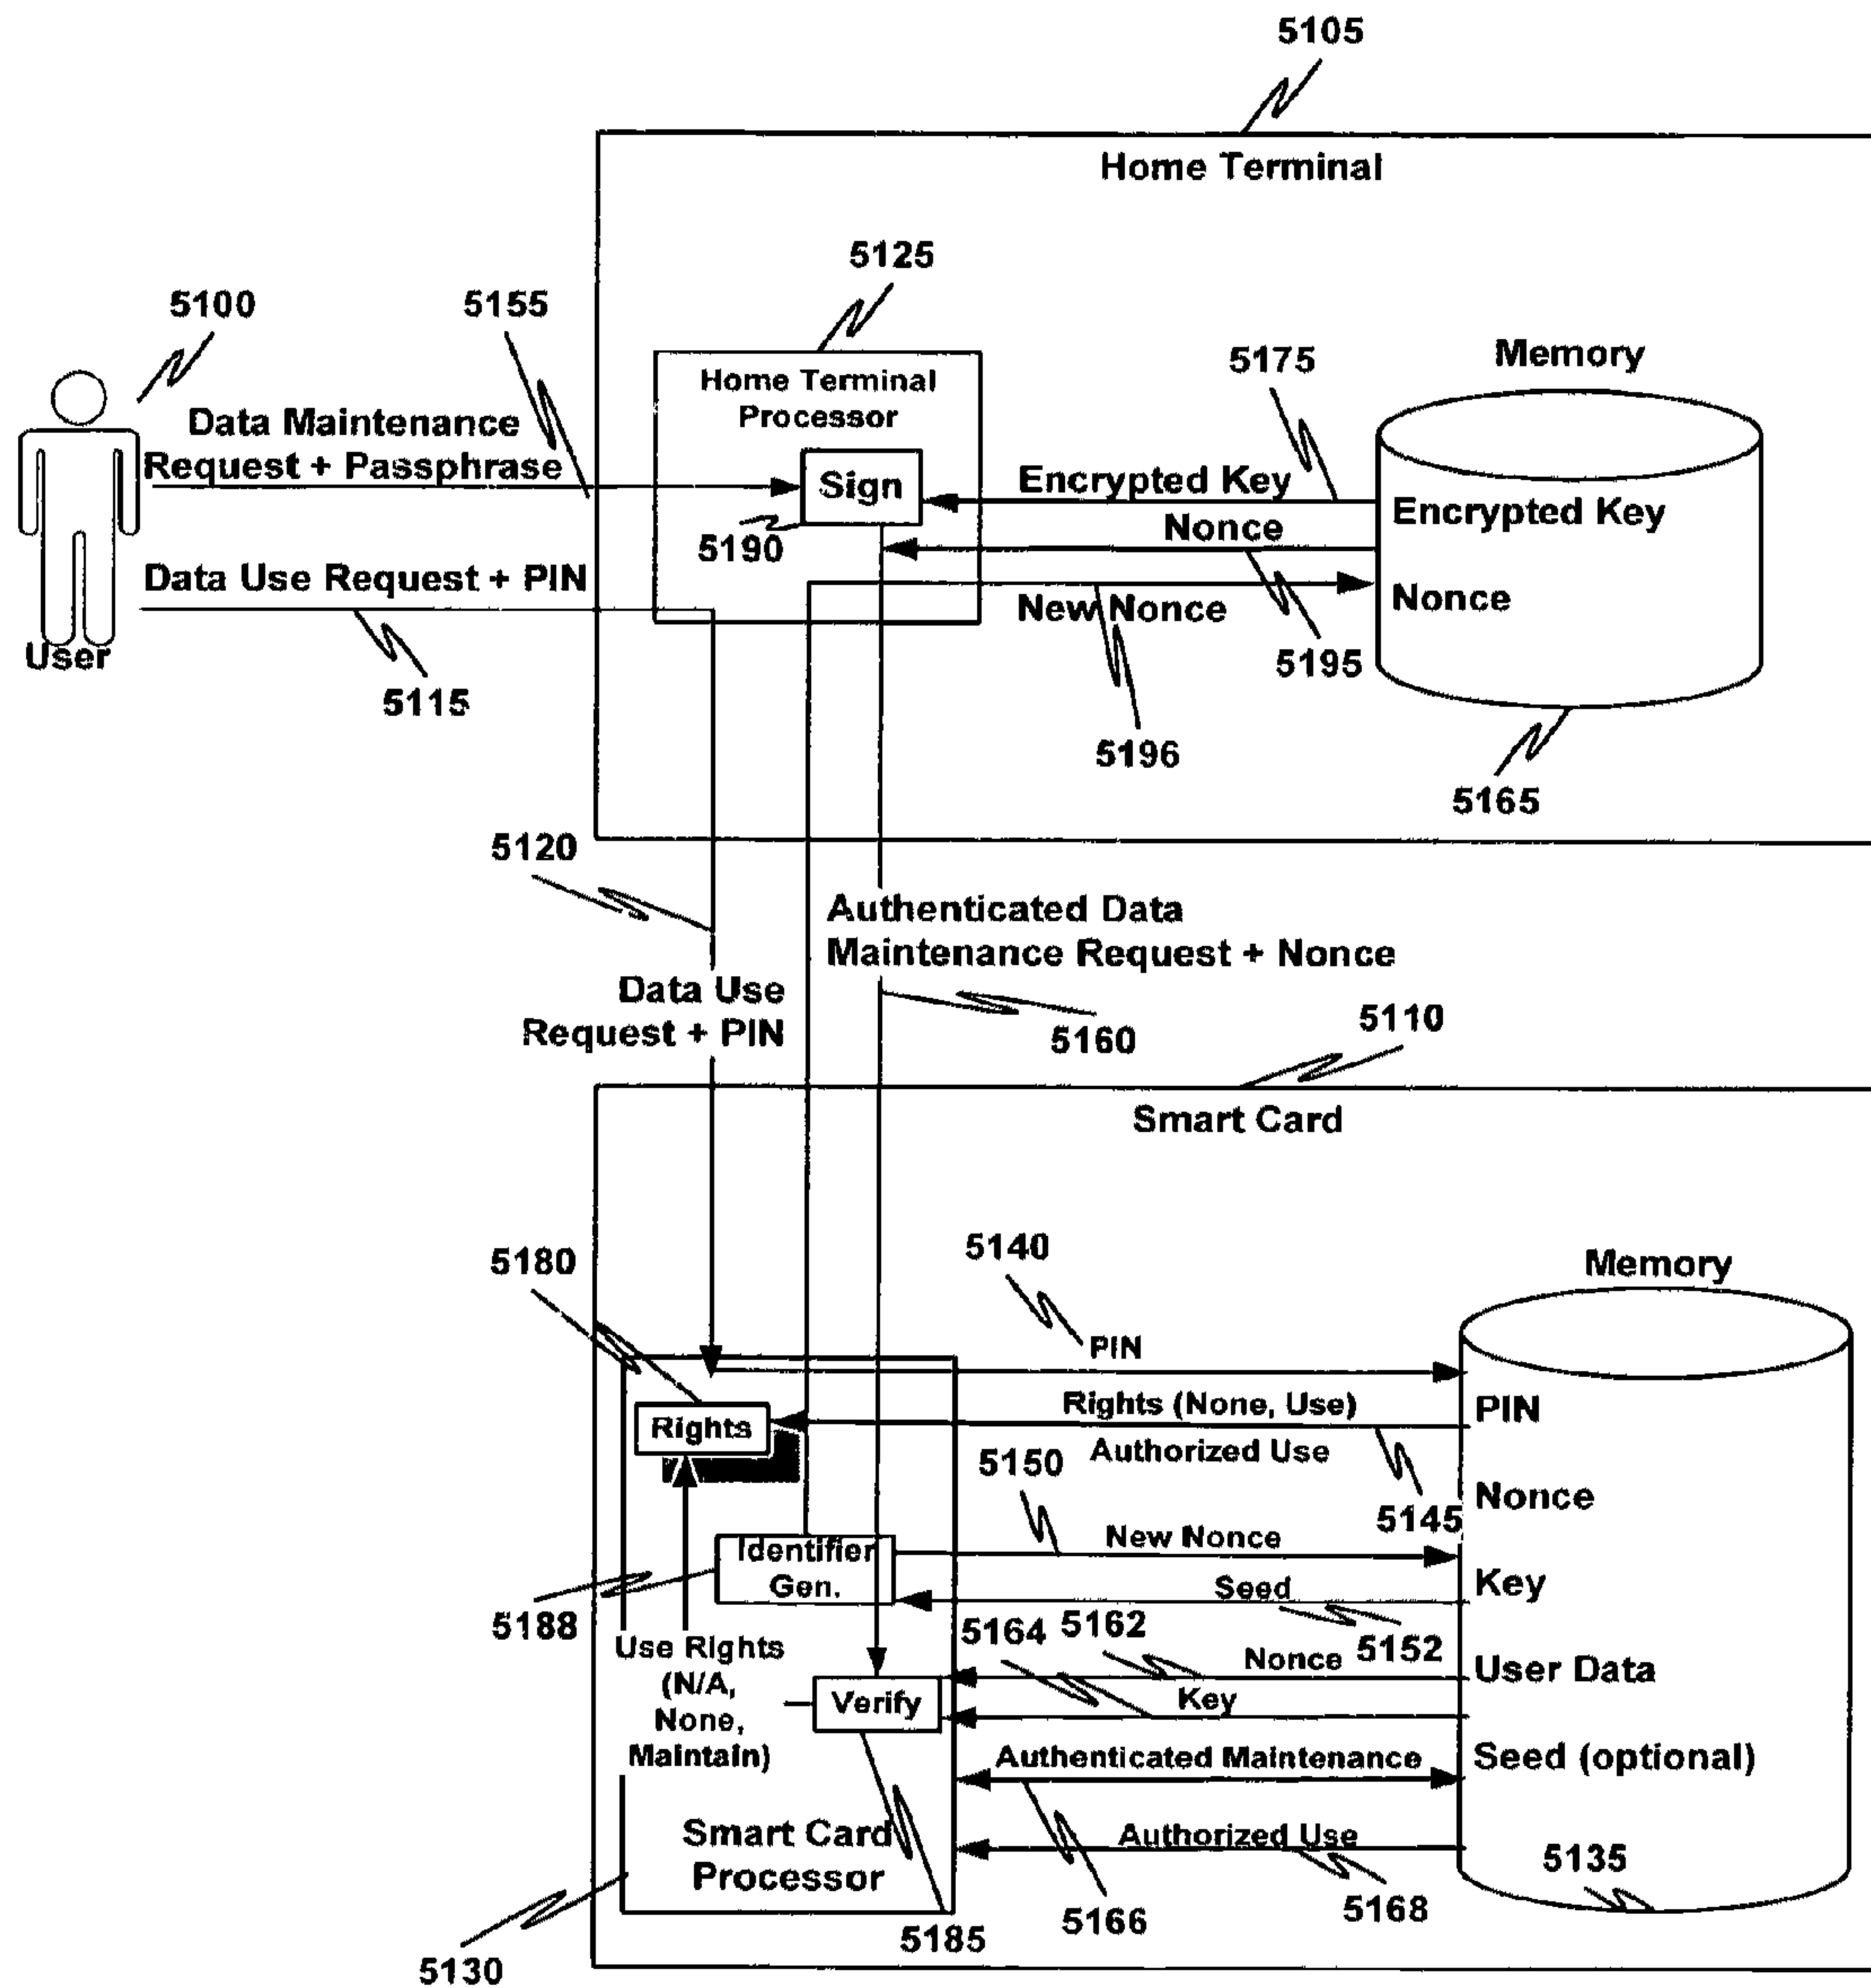 5105
Home Terminal
5125
5100
5155
5175
Memory
Home Terminal
Processor
Data Maintenance
Request + Passphrase
Sign
Encrypted Key
Encrypted Key
Nonce
5190
Data Use Request + PIN
New Nonce
Nonce
User
5195
5115
5196
5165
5120
Authenticated Data
Maintenance Request + Nonce
Data Use
Request + PIN
5160
5110
Smart Card
5180
5140
Memory
PIN
Rights (None, Use)
PIN
Rights
Authorized Use
5150
5145
Nonce
New Nonce
Identifier
Gen.
Seed
Key
5188
5164
5162
5152
Use Rights
(N/A,
None,
Maintain)
Nonce
User Data
Verify
Key
Authenticated Maintenance
Seed (optional)
Smart Card
Processor
Authorized Use
5135
5166
5168
5185
5130